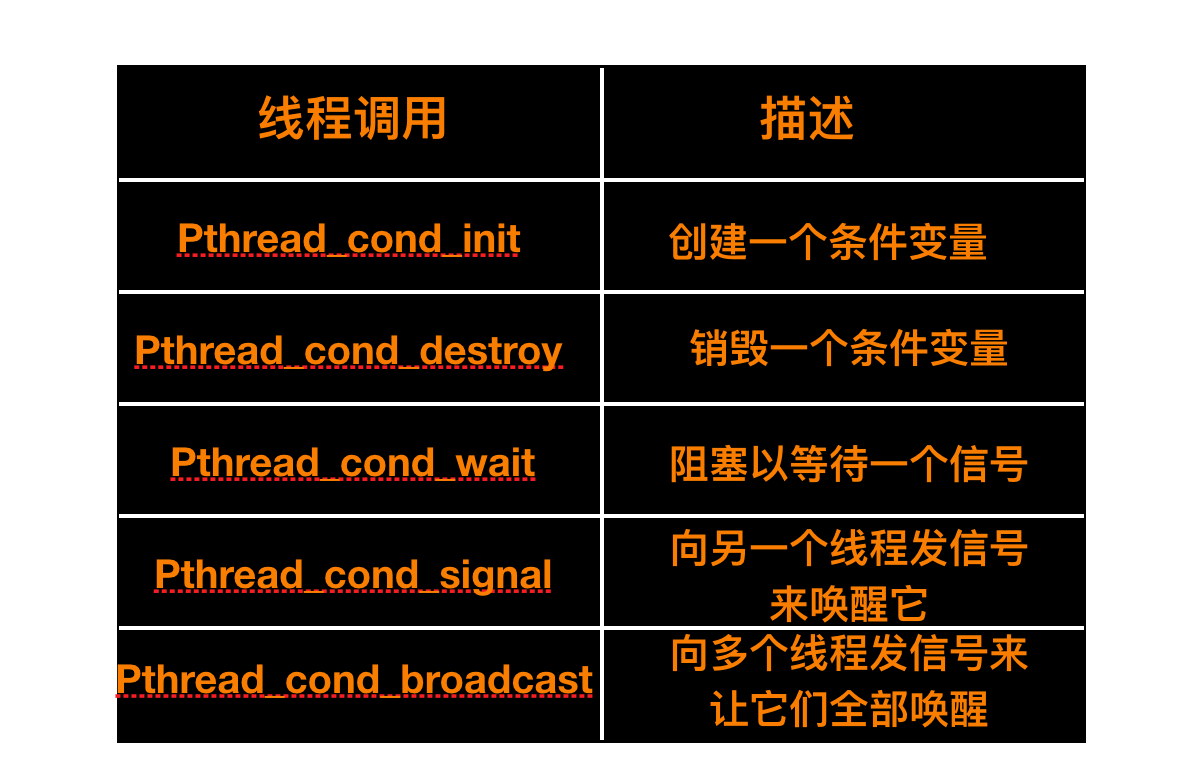 线程调用
描述
Pthread_cond_init
创建一个条件变量
Pthread_cond_destroy
销毁一个条件变量
Pthread_cond_wait
阻塞以等待一个信号
Pthread_cond_signal
向另一个线程发信号
来唤醒它
Pthread_cond_broadcast
向多个线程发信号来
让它们全部唤醒